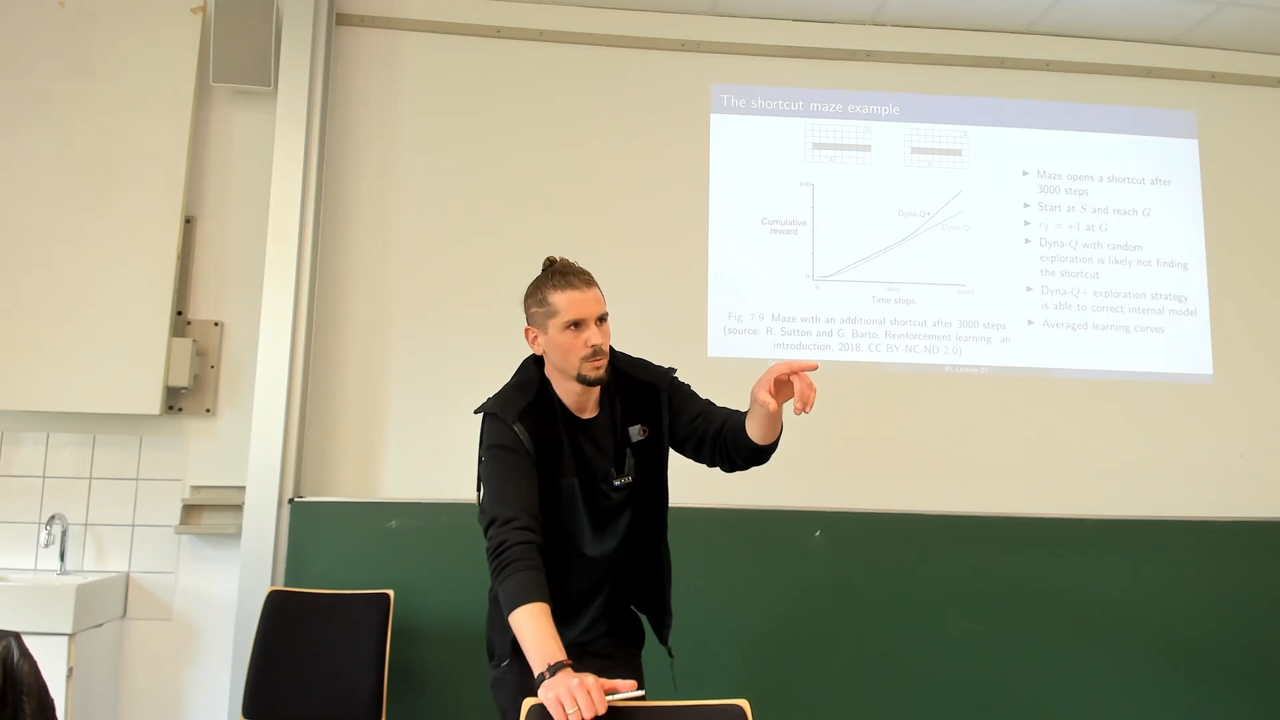 The shortcut maze example
400
Cumulative
reward
0
Dyna-Q+
Dyna-Q
0
Time steps
Fig. 7.9: Maze with an additional shortcut after 3000 steps
(source: R. Sutton and G. Barto, Reinforcement learning: an
introduction, 2018, CC BY-NC-ND 2.0)
Maze opens a shortcut after
3000 steps
Start at S and reach G
r_T = +1 at G
Dyna-Q with random
exploration is likely not finding
the shortcut
Dyna-Q+ exploration strategy
is able to correct internal model
Averaged learning curves